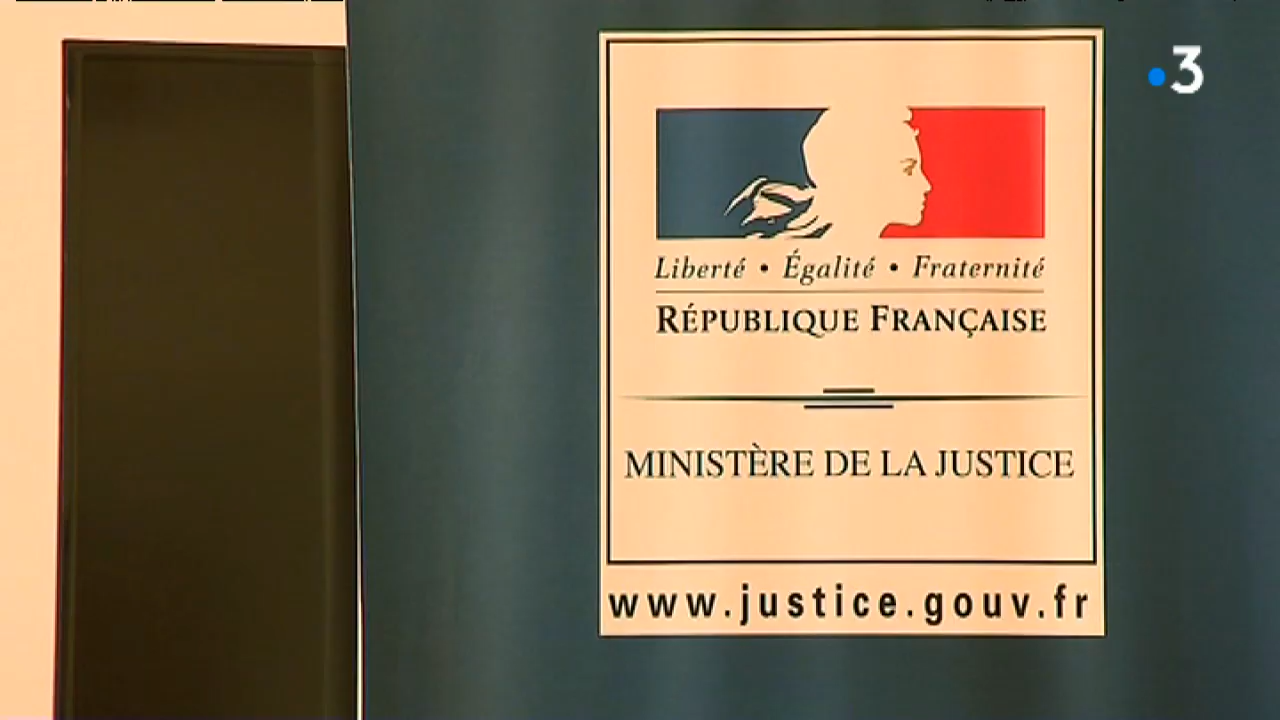 3
Liberté • Égalité • Fraternité
RÉPUBLIQUE FRANÇAISE
MINISTÈRE DE LA JUSTICE
www.justice.gouv.fr